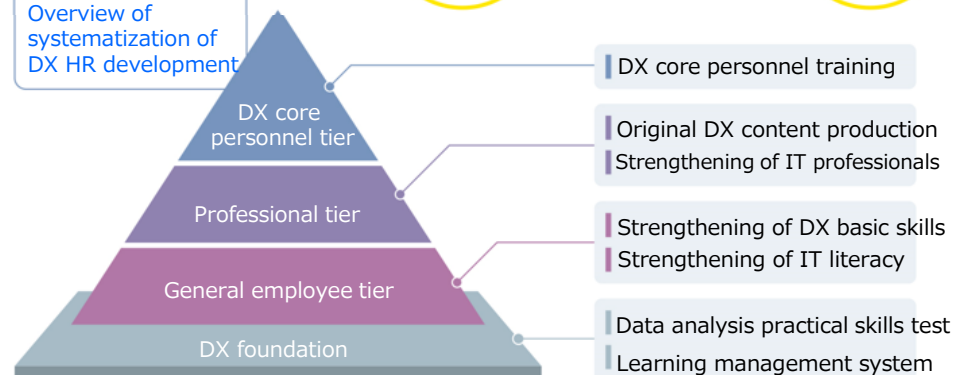 Overview of
systematization of
DX HR development
DX core
personnel tier
Professional tier
General employee tier
DX foundation
DX core personnel training
Original DX content production
Strengthening of IT professionals
Strengthening of DX basic skills
Strengthening of IT literacy
Data analysis practical skills test
Learning management system